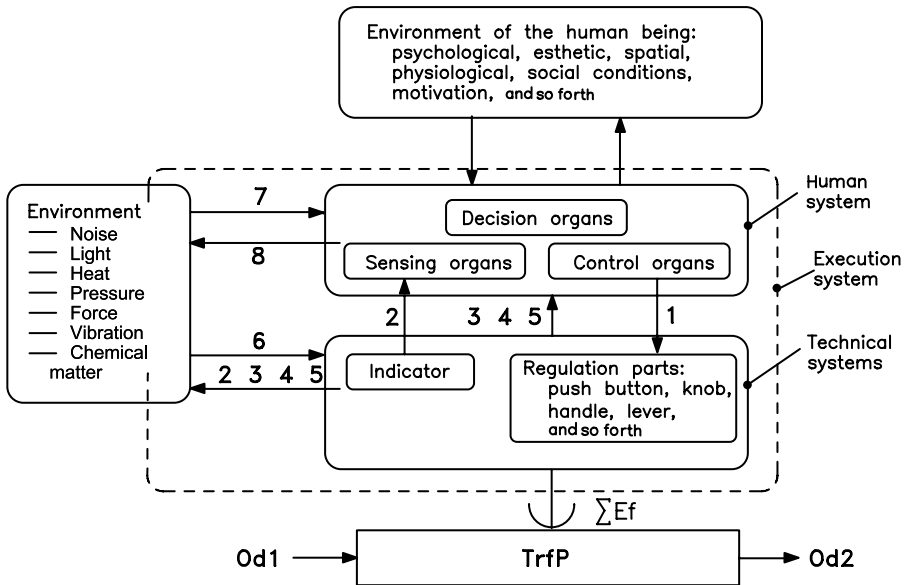 Environment of the human being:
psychological, esthetic, spatial,
physiological, social conditions,
motivation, and so forth
Environment
— Noise
— Light
— Heat
— Pressure
— Force
— Vibration
— Chemical
matter
7
8
6
2 3 4 5
Decision organs
Sensing organs
Control organs
2
3 4 5
1
Indicator
Regulation parts:
push button, knob,
handle, lever,
and so forth
Human
system
Execution
system
Technical
systems
∑Ef
Od1
TrfP
Od2